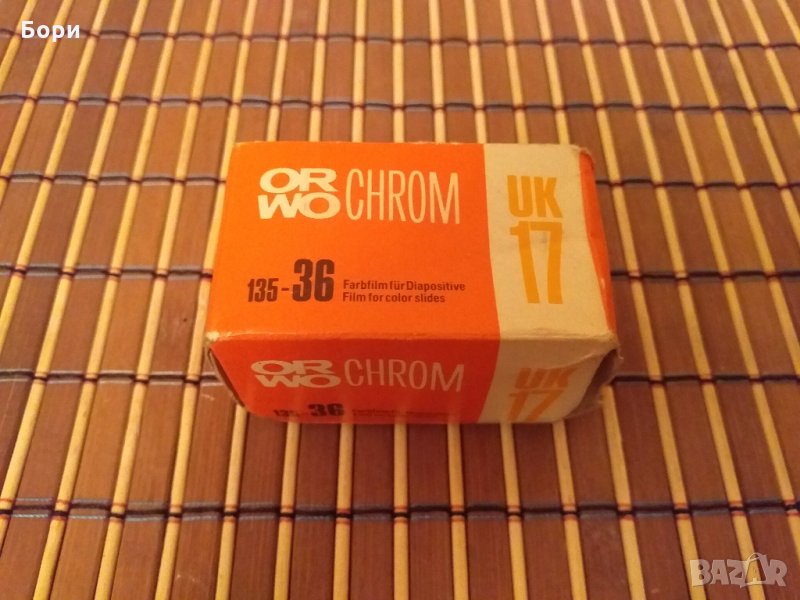 Бори
OR
WO CHROM
UK
17
135-36 Farbfilm für Diapositive
Film for color slides
OR
WO CHROM
UK
17
135-36
BAZAR